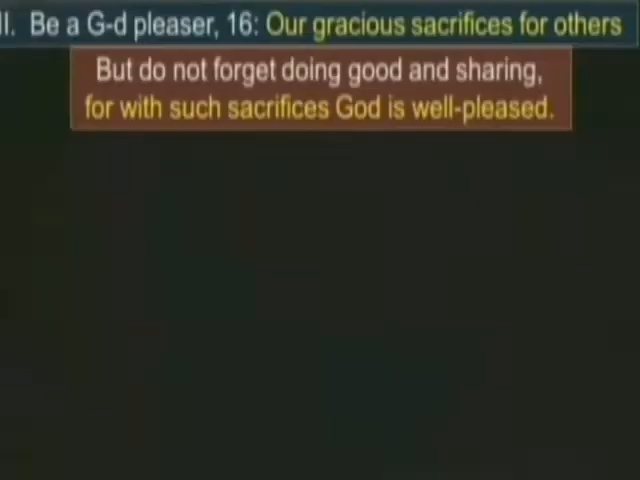 II. Be a G-d pleaser, 16: Our gracious sacrifices for others
But do not forget doing good and sharing,
for with such sacrifices God is well-pleased.